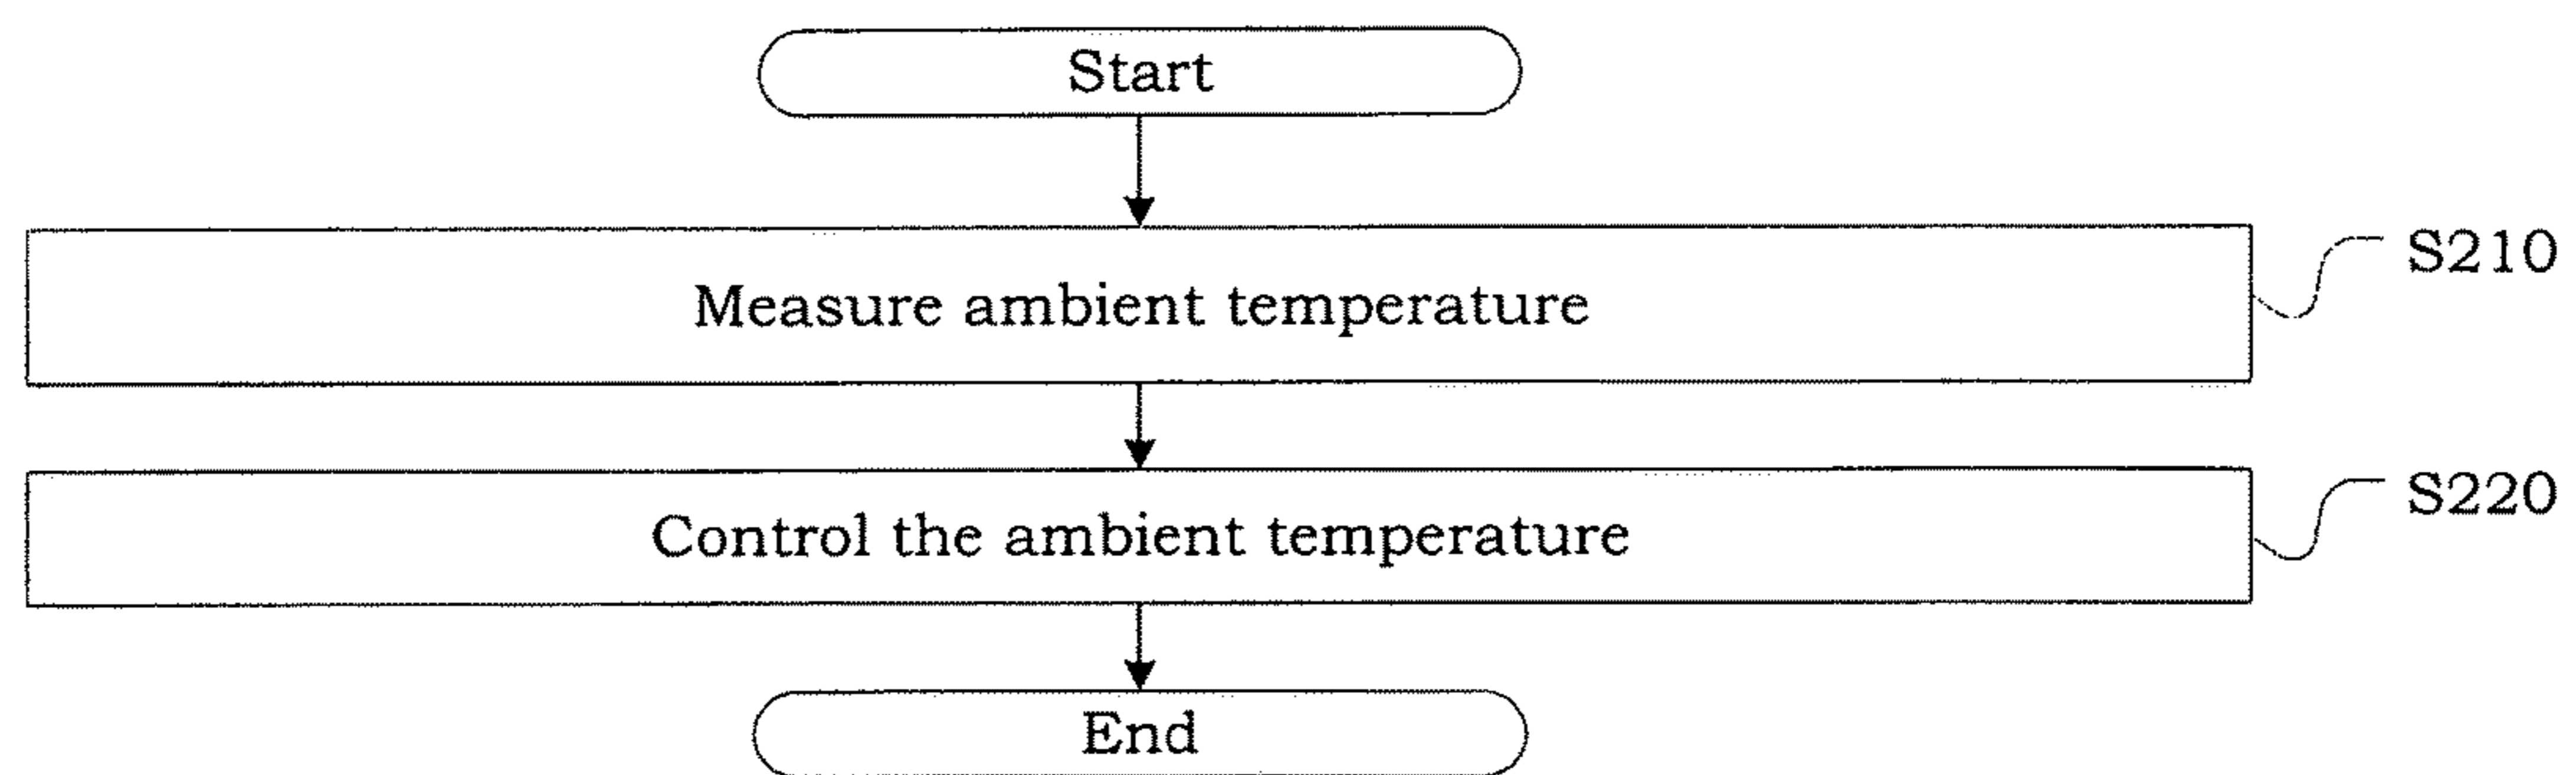 Start
Measure ambient temperature
S210
Control the ambient temperature
S220
End